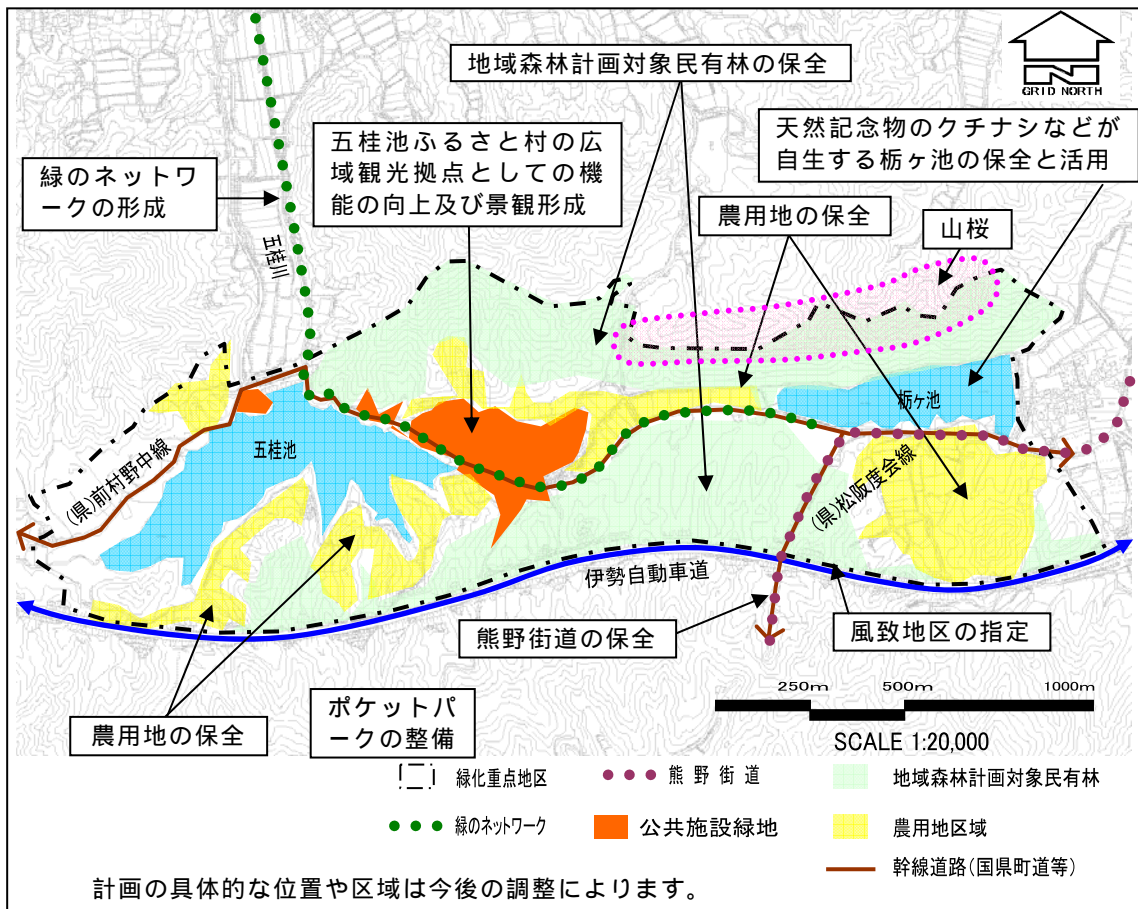 GRID NORTH
地域森林計画対象民有林の保全
天然記念物のクチナシなどが
自生する栃ヶ池の保全と活用
五桂池ふるさと村の広
域観光拠点としての機
能の向上及び景観形成
緑のネットワ
ークの形成
農用地の保全
山桜
五桂川
栃ヶ池
五桂池
(県)前村野中線
(県)松阪度会線
伊勢自動車道
熊野街道の保全
風致地区の指定
農用地の保全
ポケットパ
ークの整備
250m 500m 1000m
SCALE 1:20,000
緑化重点地区
熊野街道
地域森林計画対象民有林
緑のネットワーク
公共施設緑地
農用地区域
幹線道路(国県町道等)
計画の具体的な位置や区域は今後の調整によります。